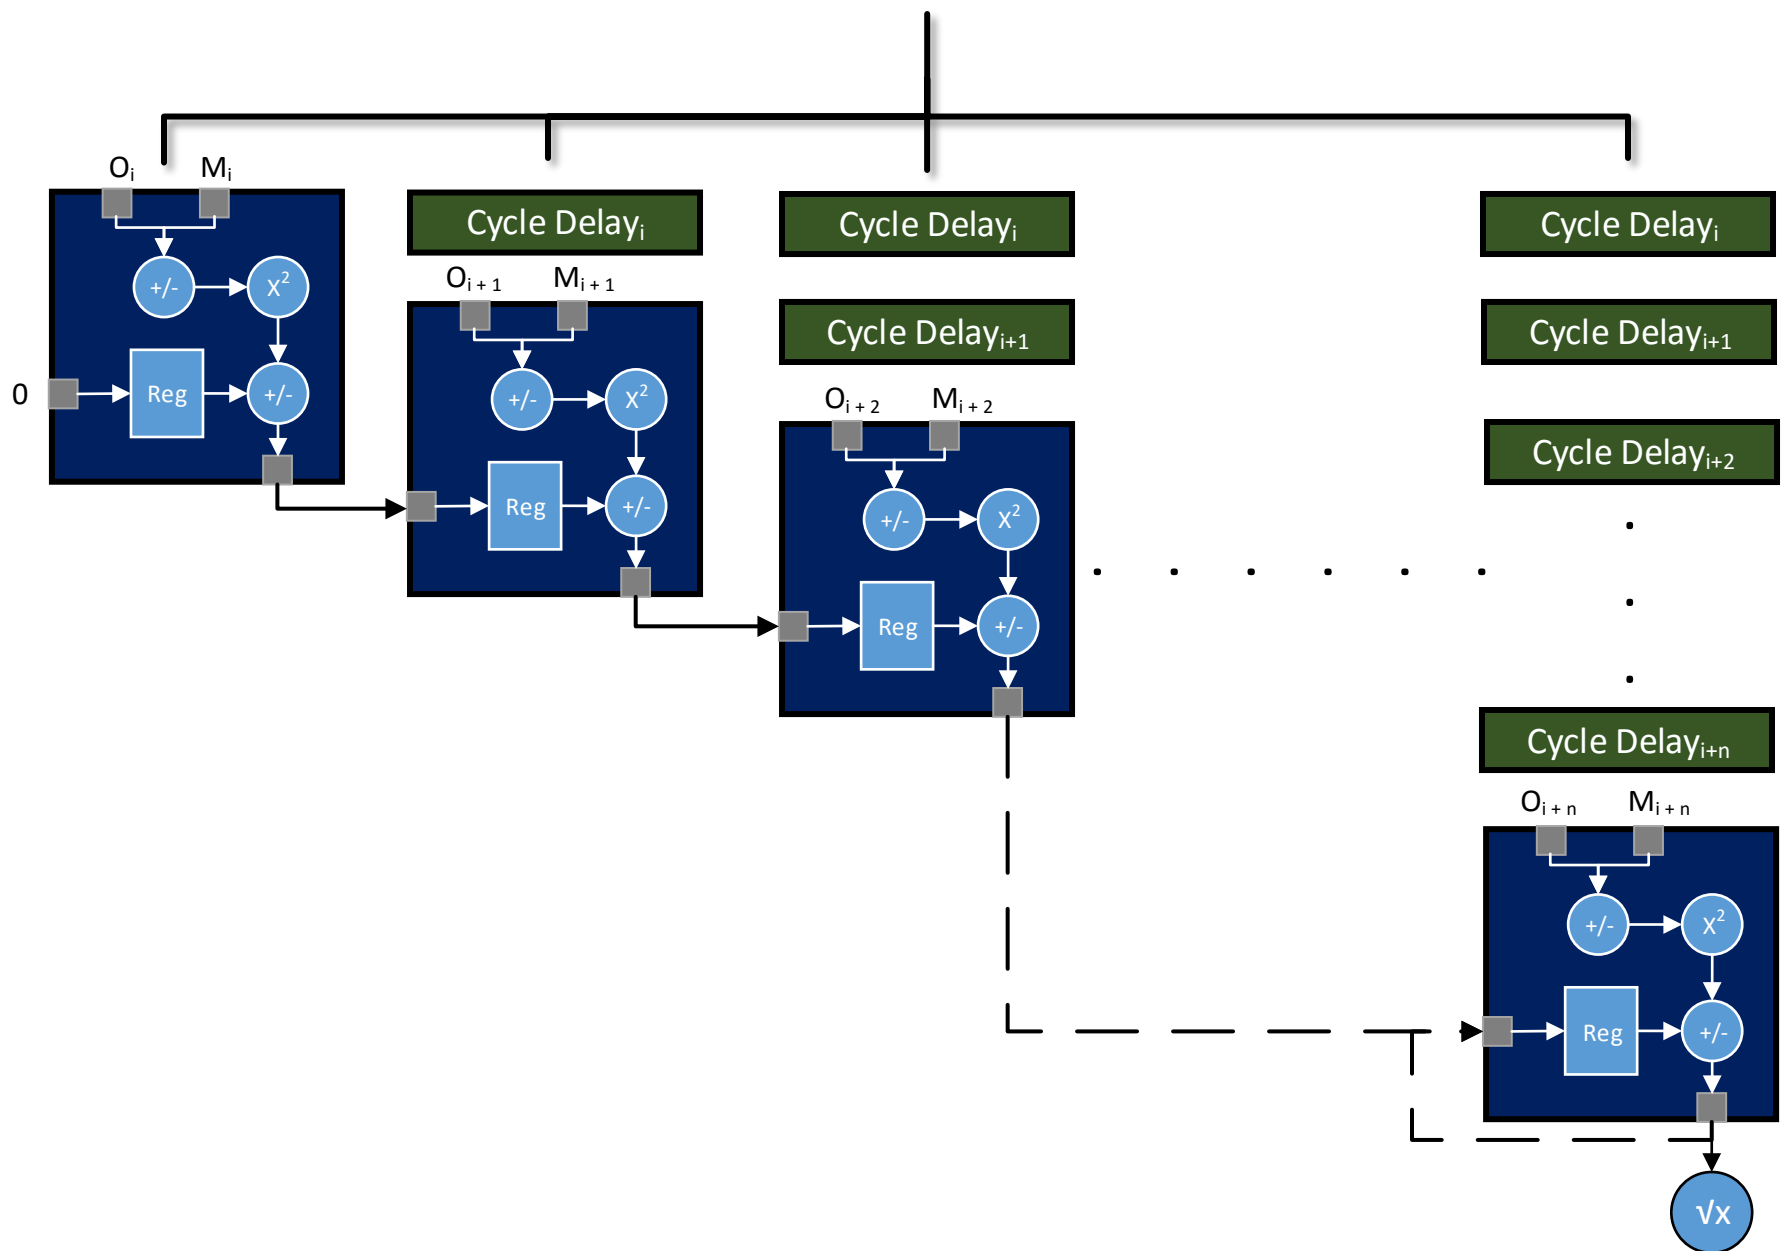 Oᵢ Mᵢ
+/- X²
0 Reg +/-
Cycle Delayᵢ
Oᵢ ₊ ₁ Mᵢ ₊ ₁
+/- X²
Reg +/-
Cycle Delayᵢ
Cycle Delayᵢ₊₁
Oᵢ ₊ ₂ Mᵢ ₊ ₂
+/- X²
Reg +/-
Cycle Delayᵢ
Cycle Delayᵢ₊₁
Cycle Delayᵢ₊₂
Cycle Delayᵢ₊ₙ
Oᵢ ₊ ₙ Mᵢ ₊ ₙ
+/- X²
Reg +/-
√x